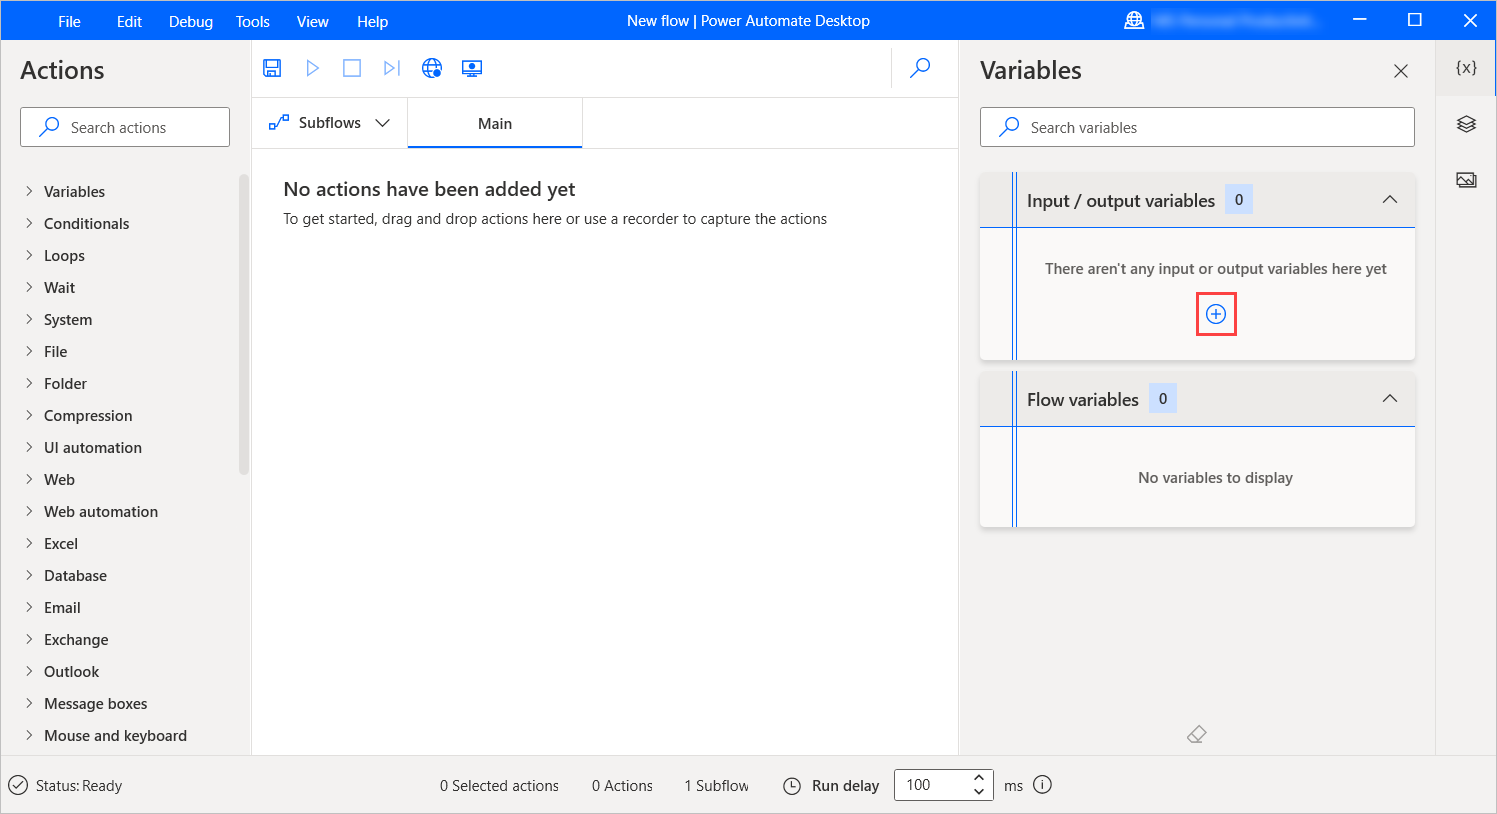 File Edit Debug Tools View Help New flow | Power Automate Desktop
Actions
Search actions
Variables
Conditionals
Loops
Wait
System
File
Folder
Compression
UI automation
Web
Web automation
Excel
Database
Email
Exchange
Outlook
Message boxes
Mouse and keyboard
Subflows
Main
No actions have been added yet
To get started, drag and drop actions here or use a recorder to capture the actions
Variables
{x}
Search variables
Input / output variables 0
There aren't any input or output variables here yet
Flow variables 0
No variables to display
Status: Ready 0 Selected actions 0 Actions 1 Subflow Run delay 100 ms